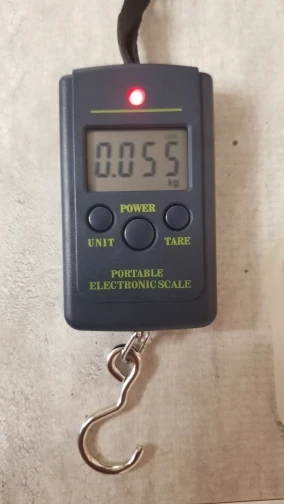 0.055
kg
POWER
UNIT TARE
PORTABLE
ELECTRONIC SCALE